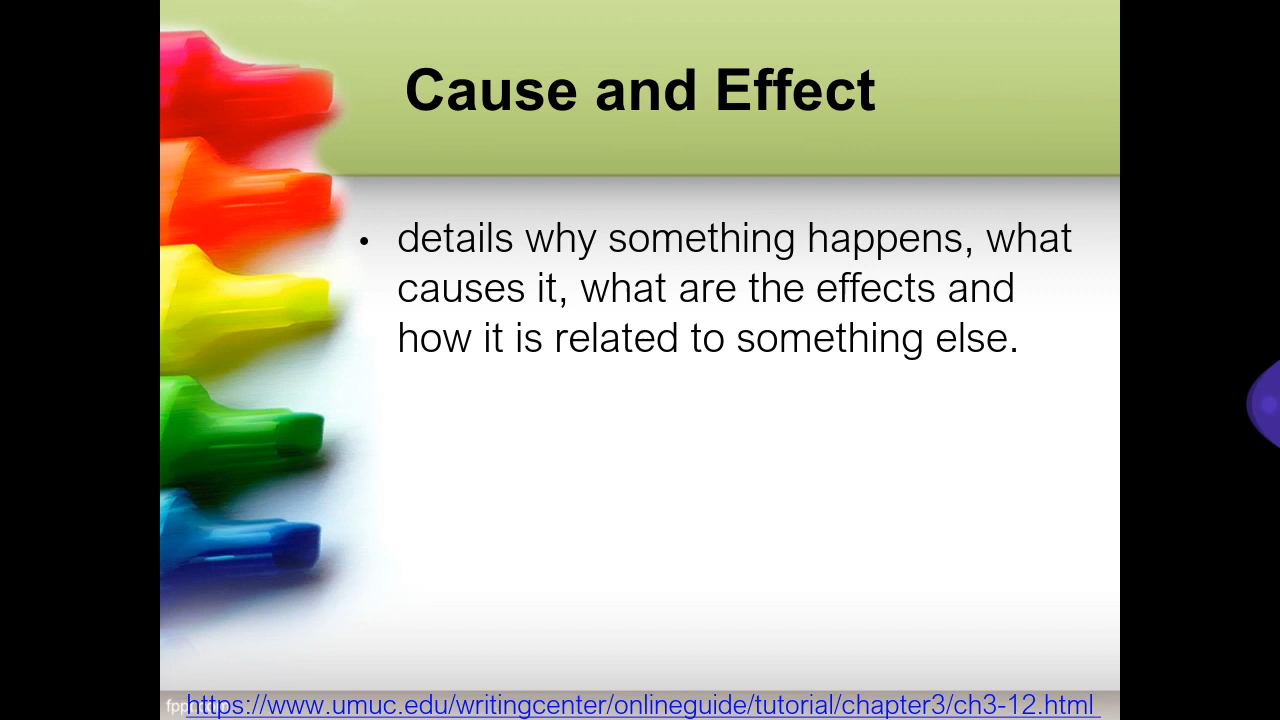 Cause and Effect
• details why something happens, what
causes it, what are the effects and
how it is related to something else.
https://www.umuc.edu/writingcenter/onlineguide/tutorial/chapter3/ch3-12.html